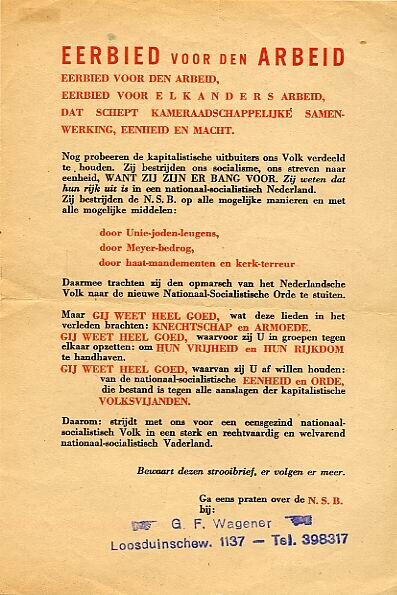 EERBIED VOOR DEN ARBEID
EERBIED VOOR DEN ARBEID,
EERBIED VOOR ELKANDERS ARBEID,
DAT SCHEPT KAMERAADSCHAPPELIJKE SAMEN-
WERKING, EENHEID EN MACHT.
Nog probeeren de kapitalistische uitbuiters ons Volk verdeeld
te houden. Zij bestrijden ons socialisme, ons streven naar
eenheid, WANT ZIJ ZIJN ER BANG VOOR. Zij weten dat
hun rijk uit is in een nationaal-socialistisch Nederland.
Zij bestrijden de N.S.B. op alle mogelijke manieren en met
alle mogelijke middelen:
door Unie-joden-leugens,
door Meyer-bedrog,
door haat-mandementen en kerk-terreur
Daarmee trachten zij den opmarsch van het Nederlandsche
Volk naar de nieuwe Nationaal-Socialistische Orde te stuiten.
Maar GIJ WEET HEEL GOED, wat deze lieden in het
verleden brachten: KNECHTSCHAP en ARMOEDE.
GIJ WEET HEEL GOED, waarvoor zij U in groepen tegen
elkaar opzetten: om HUN VRIJHEID en HUN RIJKDOM
te handhaven.
GIJ WEET HEEL GOED, waarvan zij U af willen houden:
van de nationaal-socialistische EENHEID en ORDE,
die bestand is tegen alle aanslagen der kapitalistische
VOLKSVIJANDEN.
Daarom: strijdt met ons voor een eensgezind nationaal-
socialistisch Volk in een sterk en rechtvaardig en welvarend
nationaal-socialistisch Vaderland.
Bewaart dezen strooibrief, er volgen er meer.
Ga eens praten over de N.S.B.
bij:
G. F. Wagener
Loosduinschew. 1137 — Tel. 398317